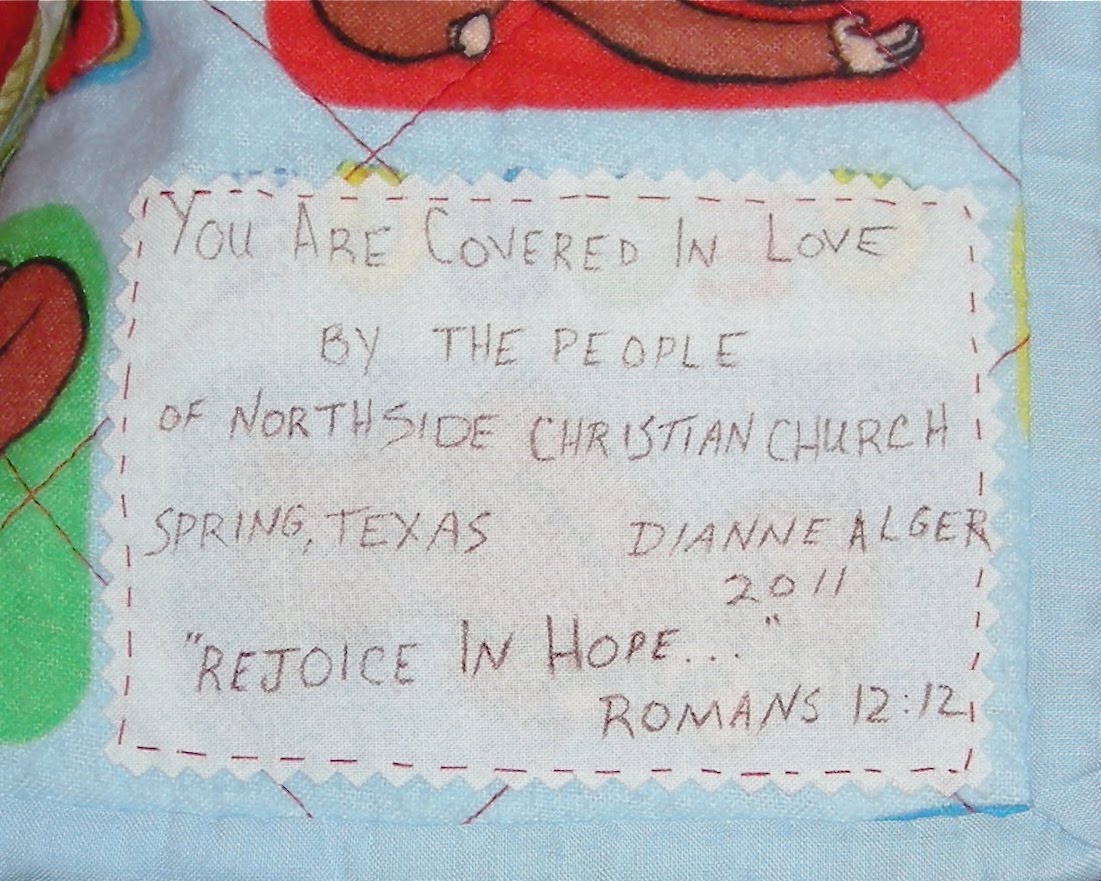 You Are Covered In Love
BY THE PEOPLE
OF NORTHSIDE CHRISTIAN CHURCH
SPRING, TEXAS DIANNE ALGER
2011
"REJOICE IN HOPE..."
ROMANS 12:12